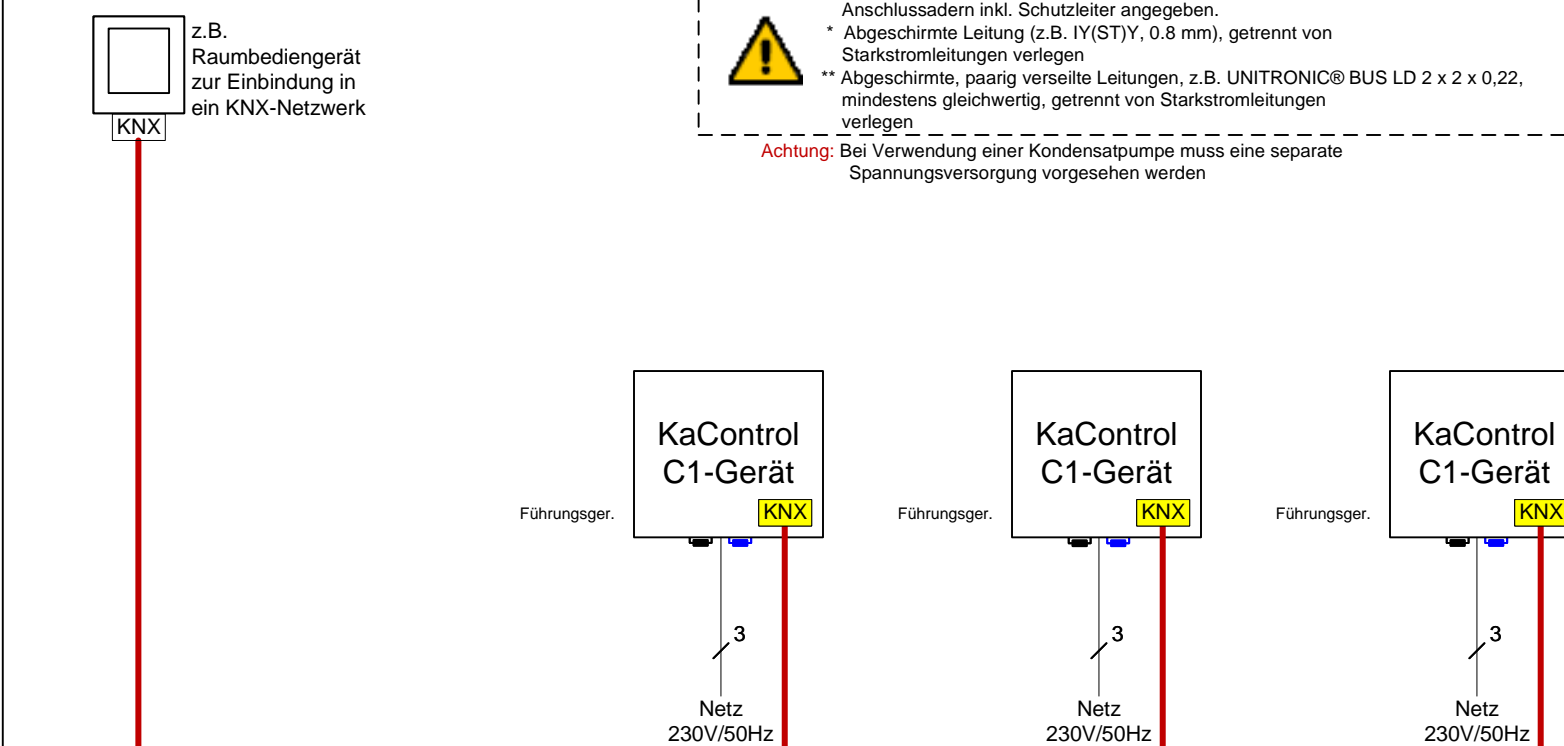 z.B.
Raumbediengerät
zur Einbindung in
ein KNX-Netzwerk
KNX
Anschlussadern inkl. Schutzleiter angegeben.
* Abgeschirmte Leitung (z.B. IY(ST)Y, 0.8 mm), getrennt von
Starkstromleitungen verlegen
** Abgeschirmte, paarig verseilte Leitungen, z.B. UNITRONIC® BUS LD 2 x 2 x 0,22,
mindestens gleichwertig, getrennt von Starkstromleitungen
verlegen
Achtung: Bei Verwendung einer Kondensatpumpe muss eine separate
Spannungsversorgung vorgesehen werden
KaControl
C1-Gerät
KNX
Führungsger.
3
Netz
230V/50Hz
KaControl
C1-Gerät
KNX
Führungsger.
3
Netz
230V/50Hz
KaControl
C1-Gerät
KNX
Führungsger.
3
Netz
230V/50Hz